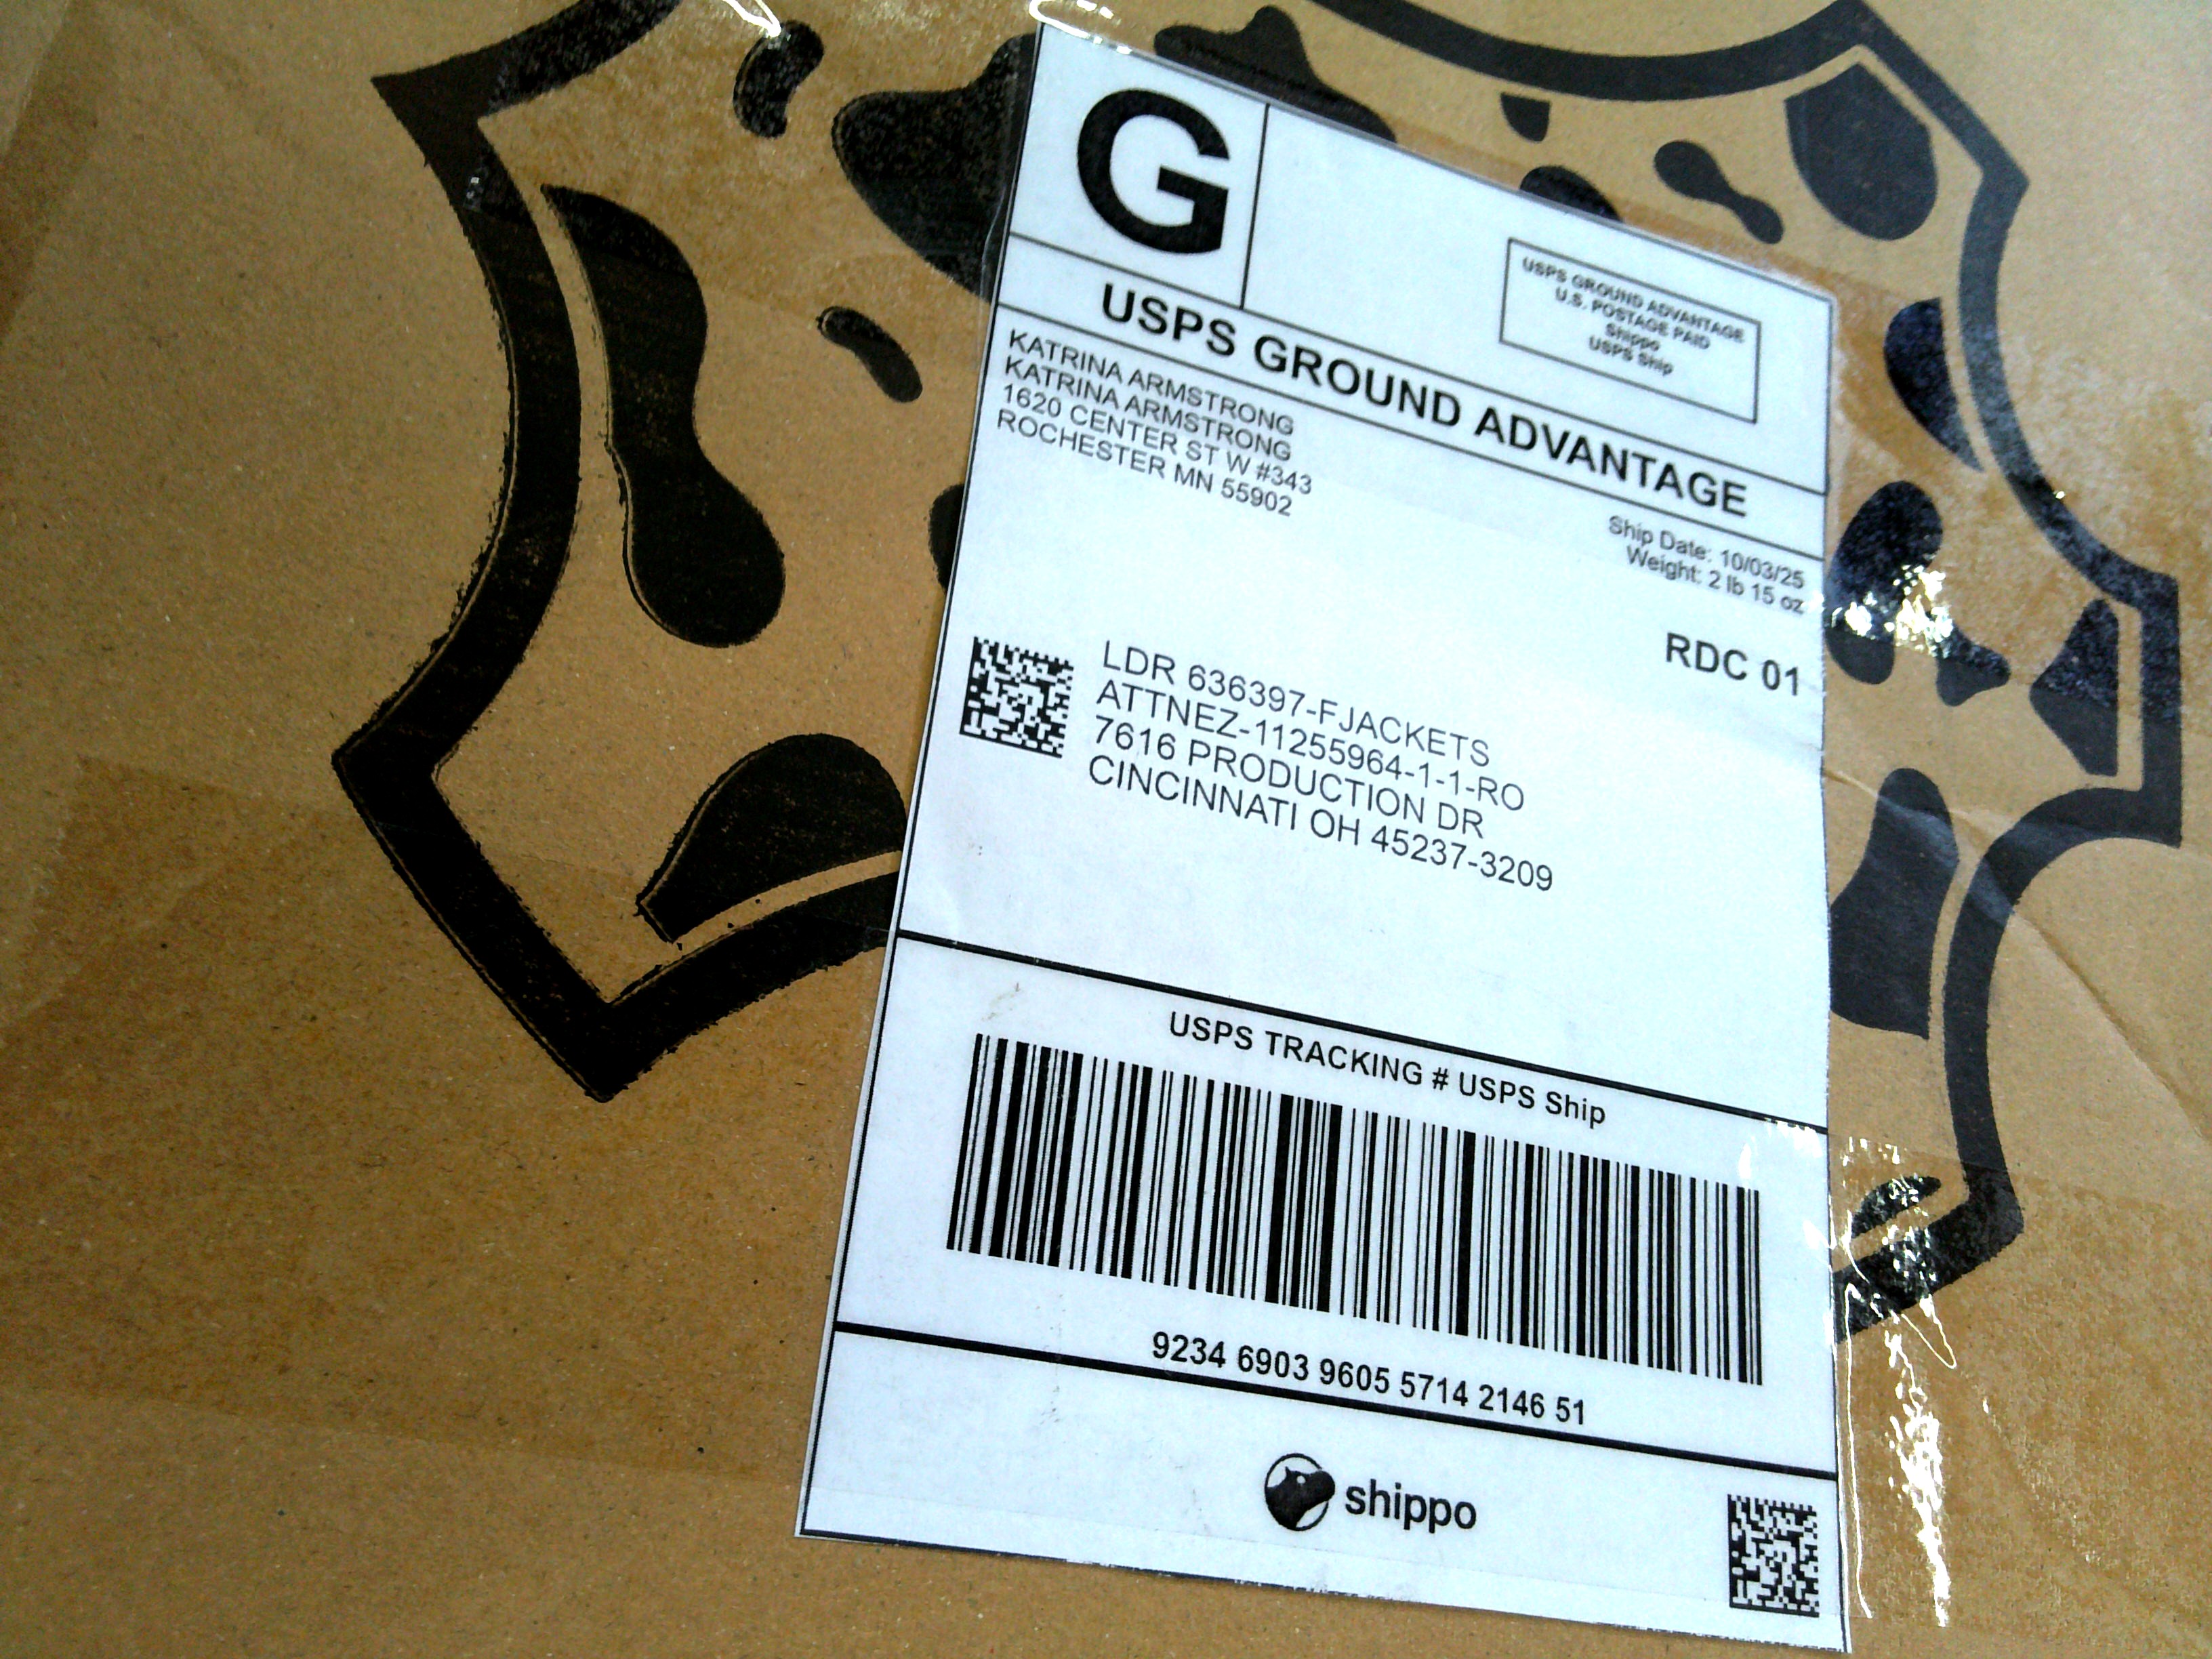 G
USPS GROUND ADVANTAGE
U.S. POSTAGE PAID
Shippo
USPS Ship
USPS GROUND ADVANTAGE
KATRINA ARMSTRONG
KATRINA ARMSTRONG
1620 CENTER ST W #343
ROCHESTER MN 55902
Ship Date: 10/03/25
Weight: 2 lb 15 oz
RDC 01
LDR 636397-FJACKETS
ATTNEZ-11255964-1-1-RO
7616 PRODUCTION DR
CINCINNATI OH 45237-3209
USPS TRACKING # USPS Ship
9234 6903 9605 5714 2146 51
shippo